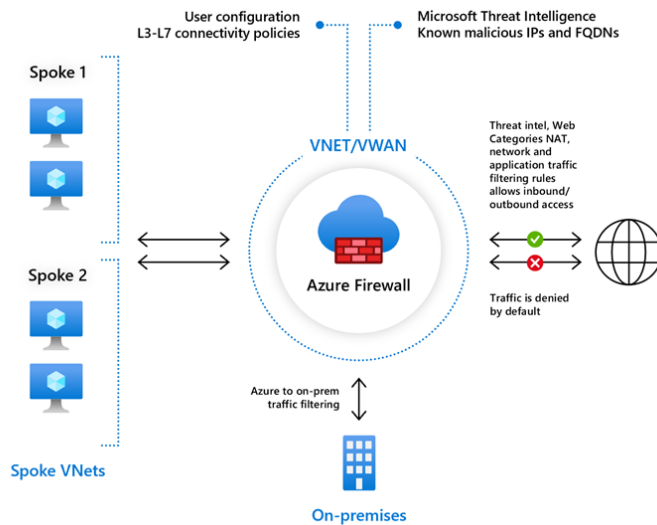 User configuration
L3-L7 connectivity policies
Microsoft Threat Intelligence
Known malicious IPs and FQDNs
Spoke 1
VNET/VWAN
Threat intel, Web
Categories NAT,
network and
application traffic
filtering rules
allows inbound/
outbound access
Azure Firewall
Spoke 2
Traffic is denied
by default
Azure to on-prem
traffic filtering
Spoke VNets
On-premises